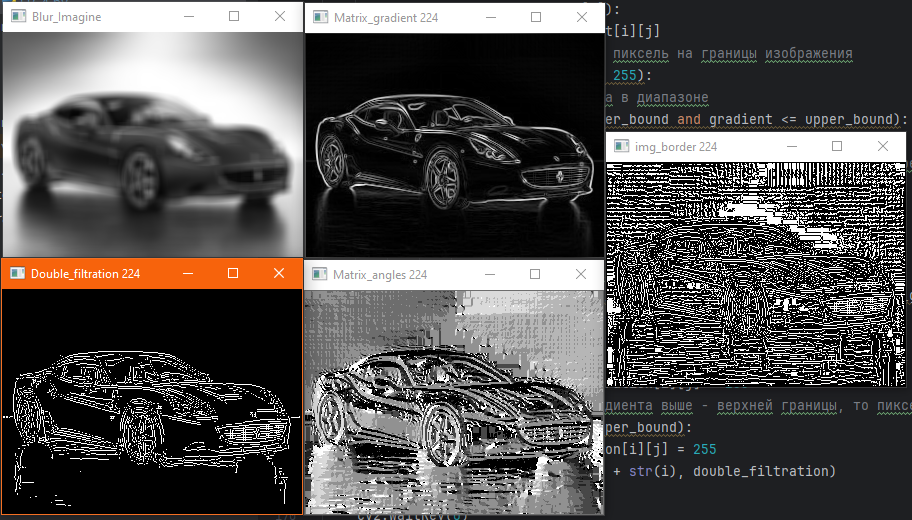 Blur_Imagine
Matrix_gradient 224
):
t[i][j]
пиксель на границы изображения
255):
а в диапазоне
er_bound and gradient <= upper_bound):
img_border 224
Double_filtration 224
Matrix_angles 224
диента выше - верхней границы, то пиксе
per_bound):
on[i][j] = 255
+ str(i), double_filtration)